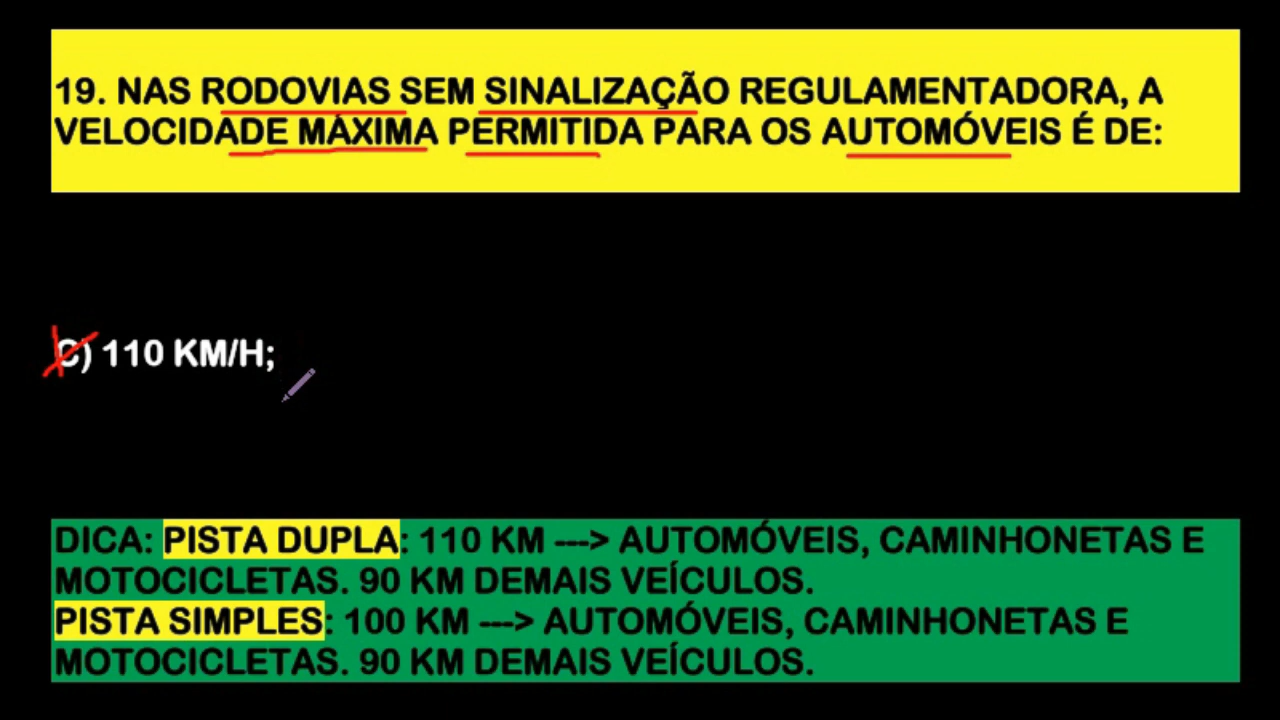 19. NAS RODOVIAS SEM SINALIZAÇÃO REGULAMENTADORA, A
VELOCIDADE MÁXIMA PERMITIDA PARA OS AUTOMÓVEIS É DE:
C) 110 KM/H;
DICA: PISTA DUPLA: 110 KM ---> AUTOMÓVEIS, CAMINHONETAS E
MOTOCICLETAS. 90 KM DEMAIS VEÍCULOS.
PISTA SIMPLES: 100 KM ---> AUTOMÓVEIS, CAMINHONETAS E
MOTOCICLETAS. 90 KM DEMAIS VEÍCULOS.